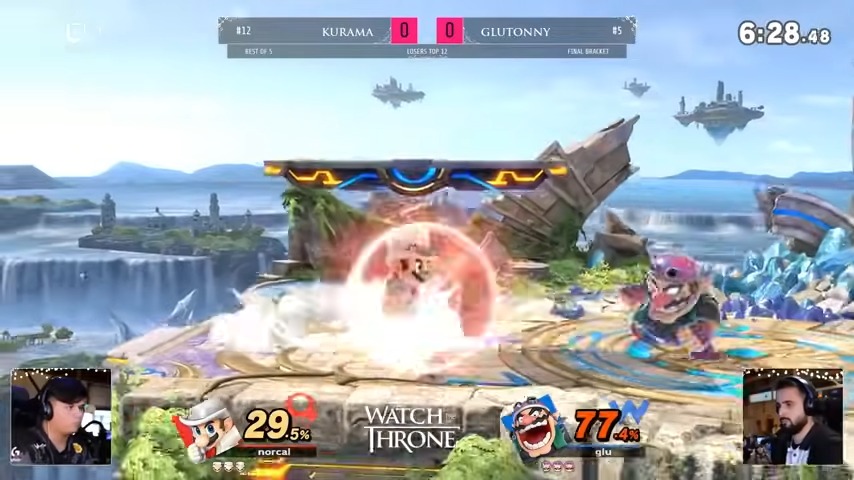 #12 KURAMA 0 0 GLUTONNY #5
BEST OF 5 LOSERS TOP 12 FINAL BRACKET
6:28.48
29.5%
norcal
WATCH THE THRONE
77.4%
glu